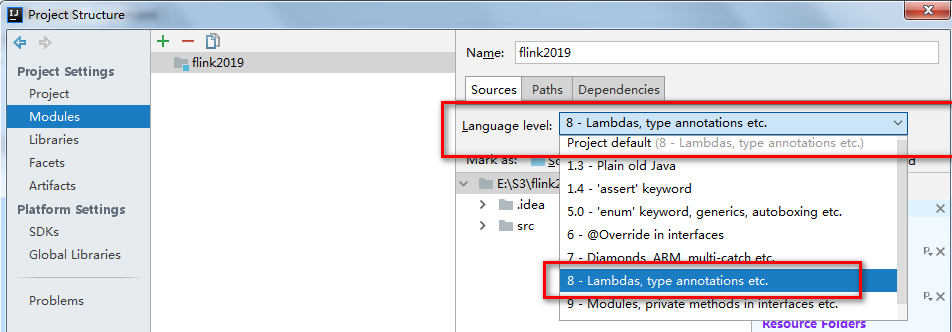 Project Structure
Project Settings
Project
Modules
Libraries
Facets
Artifacts
Platform Settings
SDKs
Global Libraries
Problems
flink2019
Name: flink2019
Sources Paths Dependencies
Language level: 8 - Lambdas, type annotations etc.
Project default (8 - Lambdas, type annotations etc.)
Mark as:
1.3 - Plain old Java
1.4 - 'assert' keyword
5.0 - 'enum' keyword, generics, autoboxing etc.
6 - @Override in interfaces
7 - Diamonds, ARM, multi-catch etc.
8 - Lambdas, type annotations etc.
9 - Modules, private methods in interfaces etc.
E:\S3\flink2
.idea
src
Resource Folders